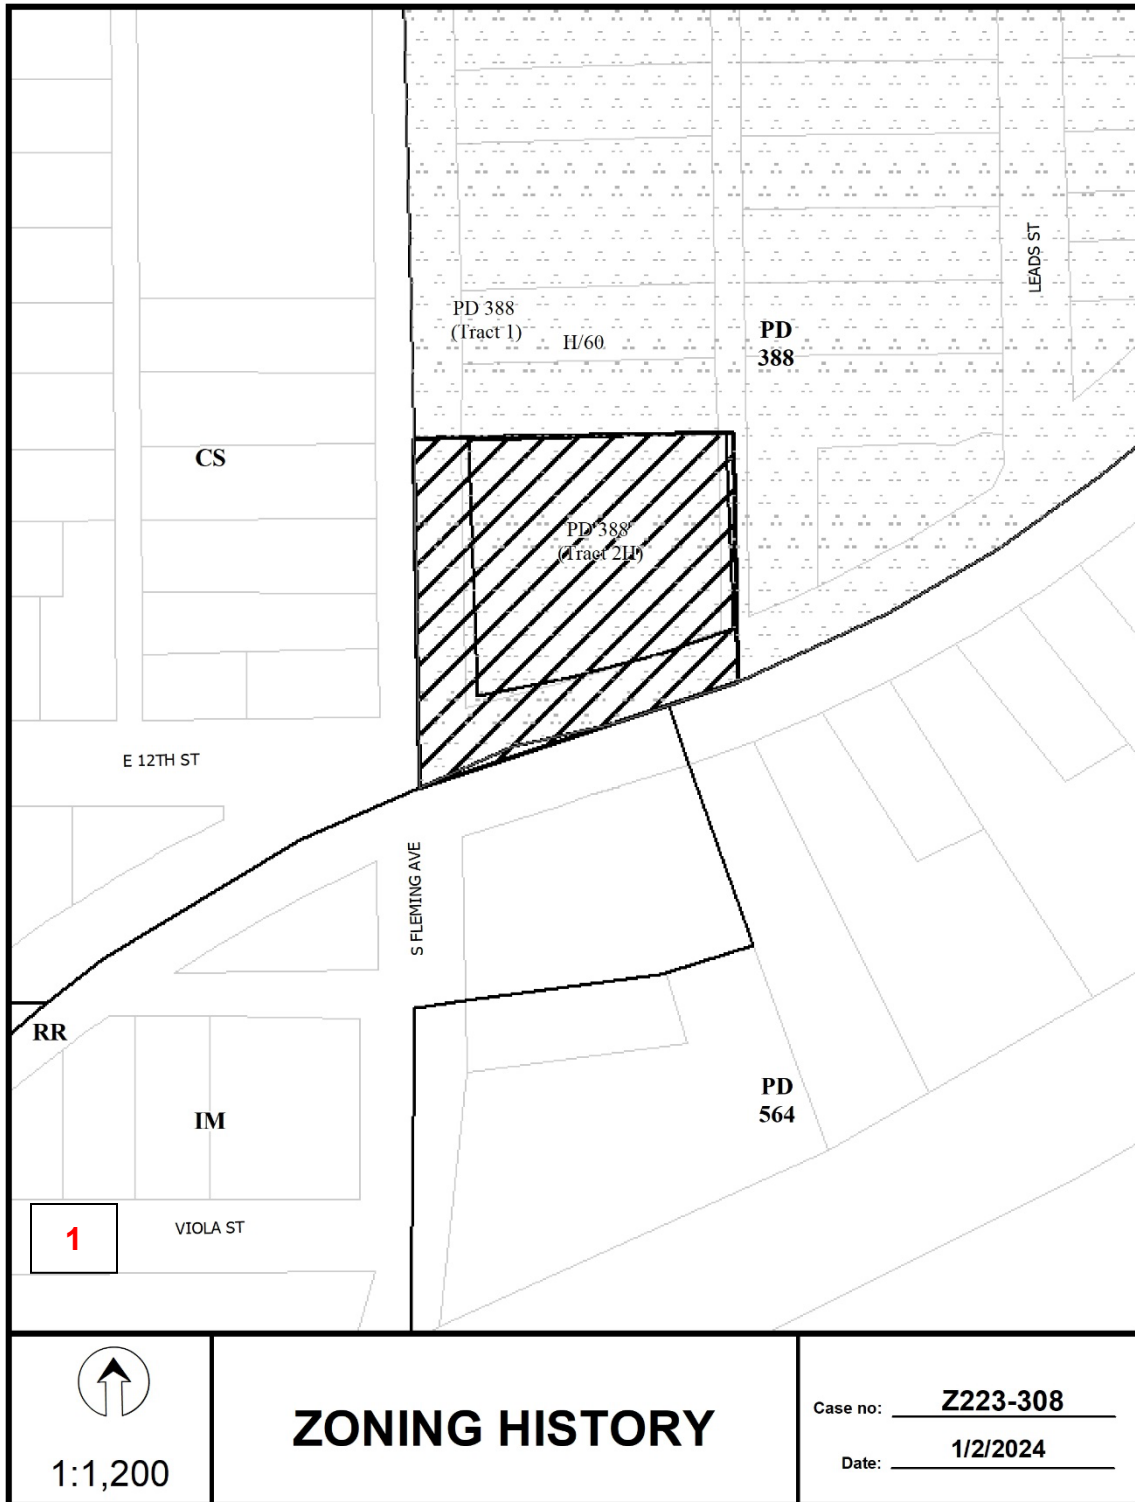 LEADS ST
PD 388
(Tract 1)
H/60
PD
388
CS
PD 388
(Tract 2H)
E 12TH ST
S FLEMING AVE
RR
IM
PD
564
1
VIOLA ST
1:1,200
ZONING HISTORY
Case no: Z223-308
Date: 1/2/2024